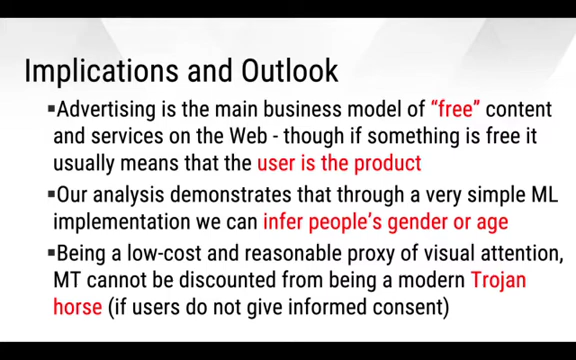 Implications and Outlook
▪Advertising is the main business model of “free” content
and services on the Web - though if something is free it
usually means that the user is the product
▪Our analysis demonstrates that through a very simple ML
implementation we can infer people’s gender or age
▪Being a low-cost and reasonable proxy of visual attention,
MT cannot be discounted from being a modern Trojan
horse (if users do not give informed consent)